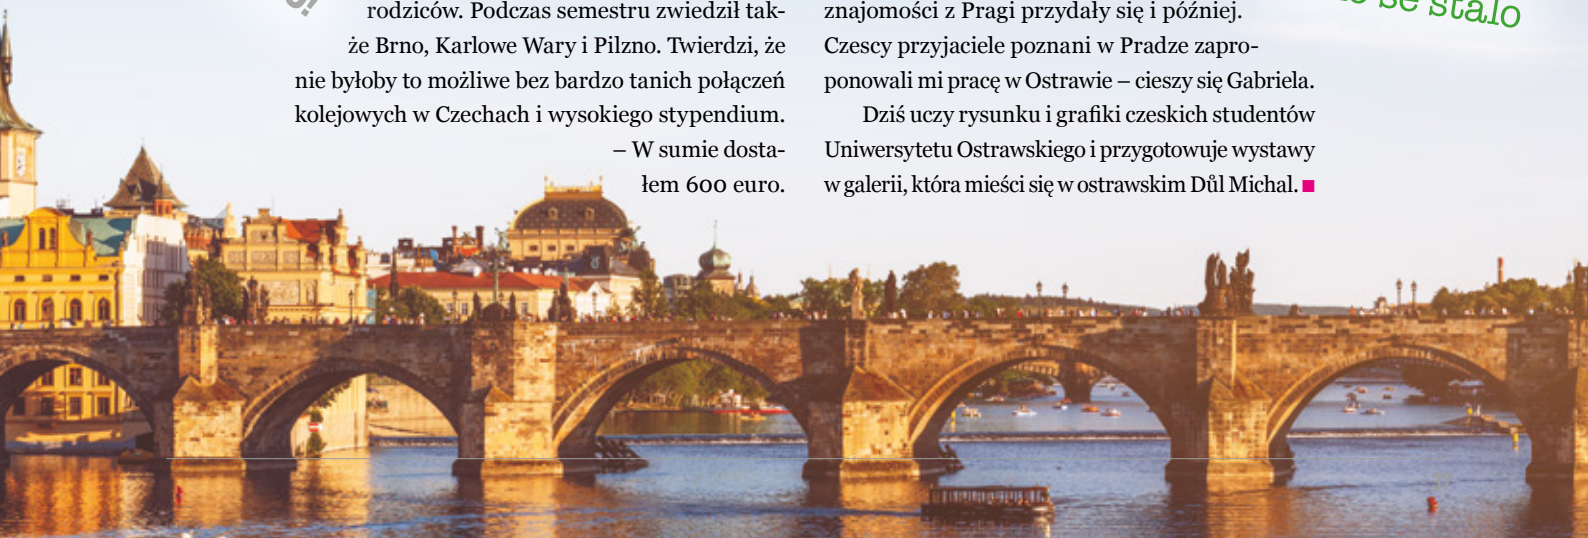 rodziców. Podczas semestru zwiedził tak-
że Brno, Karlowe Wary i Pilzno. Twierdzi, że
nie byłoby to możliwe bez bardzo tanich połączeń
kolejowych w Czechach i wysokiego stypendium.
– W sumie dosta-
łem 600 euro.
znajomości z Pragi przydały się i później.
Czescy przyjaciele poznani w Pradze zapro-
ponowali mi pracę w Ostrawie – cieszy się Gabriela.
Dziś uczy rysunku i grafiki czeskich studentów
Uniwersytetu Ostrawskiego i przygotowuje wystawy
w galerii, która mieści się w ostrawskim Důl Michal.
se stalo